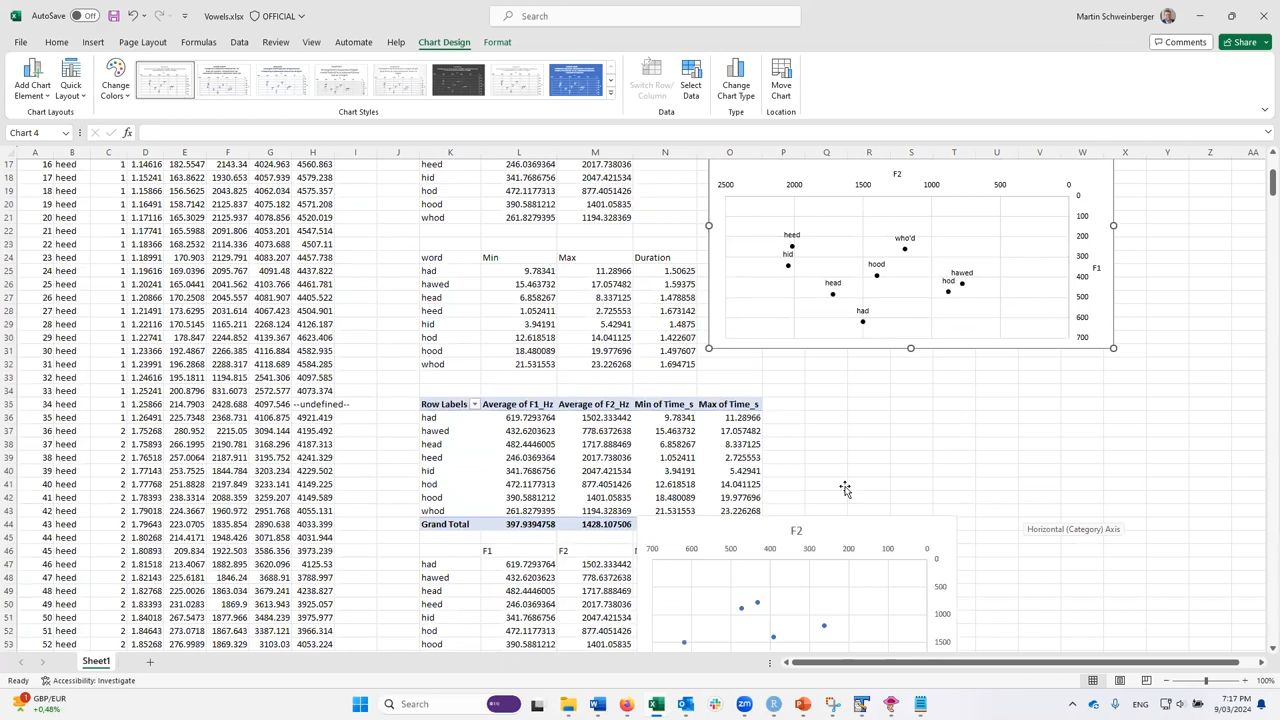 AutoSave Off Vowels.xlsx OFFICIAL Search Martin Schweinberger
File Home Insert Page Layout Formulas Data Review View Automate Help Chart Design Format Comments Share
Add Chart Element Quick Layout Change Colors Switch Row/Column Select Data Change Chart Type Move Chart
Chart Layouts Chart Styles Data Type Location
Chart 4 fx
A B C D E F G H I J K L M N O P Q R S T U V W X Y Z AA
17 16 heed 1 1.14616 182.5547 2143.34 4024.963 4560.863 heed 246.0369364 2017.738036
18 17 heed 1 1.15241 163.8622 1930.653 4057.939 4579.238 hid 341.7686756 2047.421534
19 18 heed 1 1.15866 156.5625 2043.825 4062.034 4575.357 hod 472.1177313 877.4051426
20 19 heed 1 1.16491 158.7142 2125.837 4075.182 4571.208 hood 390.5881212 1401.05835
21 20 heed 1 1.17116 165.3029 2125.937 4078.856 4520.019 whod 261.8279395 1194.328369
22 21 heed 1 1.17741 165.5985 2091.806 4053.201 4547.514
23 22 heed 1 1.18366 168.2532 2114.336 4073.688 4507.11
24 23 heed 1 1.18991 170.903 2129.791 4083.207 4457.738 word Min Max Duration
25 24 heed 1 1.19616 169.0396 2095.767 4091.48 4437.822 had 9.78341 11.28966 1.50625
26 25 heed 1 1.20241 165.0441 2041.565 4103.766 4461.781 hawed 15.463732 17.057482 1.59375
27 26 heed 1 1.20866 170.2508 2045.557 4081.907 4405.522 head 6.858267 8.337125 1.478858
28 27 heed 1 1.21491 173.6295 2031.614 4067.423 4504.901 heed 1.052411 2.725553 1.673142
29 28 heed 1 1.22116 170.5145 1165.211 2268.124 4126.187 hid 3.94191 5.42941 1.4875
30 29 heed 1 1.22741 178.847 2244.852 4139.367 4623.406 hod 12.618518 14.041125 1.422607
31 30 heed 1 1.23366 192.4867 2266.385 4116.884 4582.935 hood 18.480089 19.977696 1.497607
32 31 heed 1 1.23991 196.2868 2288.317 4118.689 4584.285 whod 21.531553 23.226268 1.694715
33 32 heed 1 1.24616 195.1811 1194.815 2541.306 4097.585
34 33 heed 1 1.25241 200.8796 831.6073 2572.577 4073.374
35 34 heed 1 1.25866 214.7903 2428.688 4097.546 --undefined-- Row Labels Average of F1_Hz Average of F2_Hz Min of Time_s Max of Time_s
36 35 heed 1 1.26491 225.7348 2368.731 4106.875 4921.419 had 619.7293764 1502.333442 9.78341 11.28966
37 36 heed 2 1.75268 280.952 2215.05 3094.144 4195.492 hawed 432.6203692 778.6372638 15.463732 17.057482
38 37 heed 2 1.75893 266.1995 2190.781 3168.296 4187.313 head 482.4446005 1717.888489 6.858267 8.337125
39 38 heed 2 1.76518 257.0064 2187.911 3195.762 4241.329 heed 246.0369364 2017.738036 1.052411 2.725553
40 39 heed 2 1.77143 253.7525 1844.784 3203.234 4229.502 hid 341.7686756 2047.421534 3.94191 5.42941
41 40 heed 2 1.77768 251.8828 2197.849 3233.141 4149.225 hod 472.1177313 877.4051426 12.618518 14.041125
42 41 heed 2 1.78393 238.3314 2088.359 3259.207 4149.589 hood 390.5881212 1401.05835 18.480089 19.977696
43 42 heed 2 1.79018 224.3667 1960.972 2951.768 4055.131 whod 261.8279395 1194.328369 21.531553 23.226268
44 43 heed 2 1.79643 223.0705 1835.854 2890.638 4033.399 Grand Total 397.9394758 1428.107506
45 44 heed 2 1.80268 214.4171 1948.426 3058.822 4031.944
46 45 heed 2 1.80893 209.834 1922.503 3586.356 3973.239 F1 F2
47 46 heed 2 1.81518 213.4067 1882.895 3620.096 4125.53 had 619.7293764 1502.333442
48 47 heed 2 1.82143 225.6181 1846.24 3688.91 3788.997 hawed 432.6203692 778.6372638
49 48 heed 2 1.82768 225.0026 1863.034 3679.281 4238.827 head 482.4446005 1717.888489
50 49 heed 2 1.83393 231.0283 1869.9 3613.943 3925.057 heed 246.0369364 2017.738036
51 50 heed 2 1.84018 267.5473 1877.966 3484.239 3925.977 hid 341.7686756 2047.421534
52 51 heed 2 1.84643 273.0718 1867.643 3387.121 3966.314 hod 472.1177313 877.4051426
53 52 heed 2 1.85268 276.9989 1869.329 3103.03 4053.224 hood 390.5881212 1401.05835
F2
2500 2000 1500 1000 500 0
0
100
200
300
400
500
600
700
F1
heed
who'd
hid
hood
hawed
head
hod
had
Horizontal (Category) Axis
F2
700 600 500 400 300 200 100 0
0
500
1000
1500
Sheet1
Ready Accessibility: Investigate 100%
GBP/EUR
+0,48%
Search
ENG
7:17 PM
9/03/2024